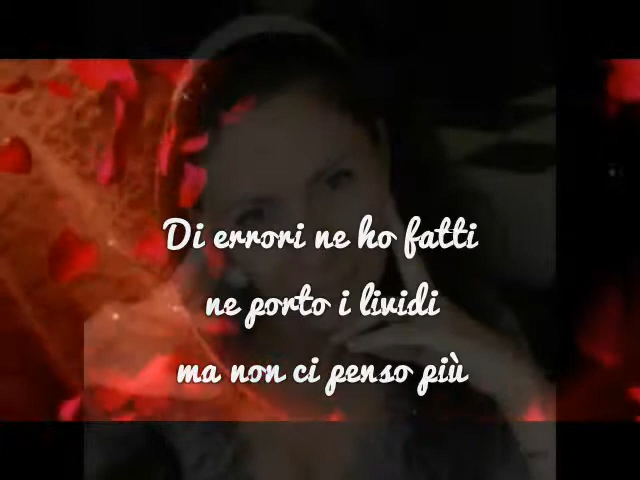 Di errori ne ho fatti
ne porto i lividi
ma non ci penso più